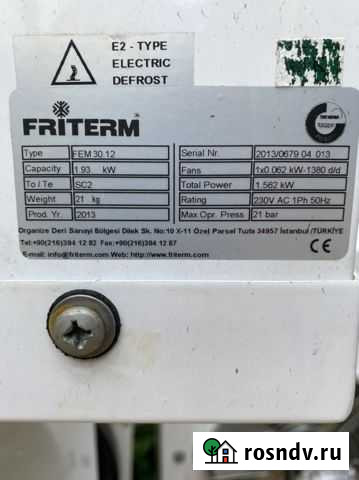 E2 - TYPE
ELECTRIC
DEFROST
FRITERM
Type FEM 30.12
Capacity 1.93 kW
To / Te SC2
Weight 21 kg
Prod. Yr. 2013
Serial Nr. 2013/0679 04 013
Fans 1x0.062 kW-1380 d/d
Total Power 1.562 kW
Rating 230V AC 1Ph 50Hz
Max Opr. Press 21 bar
Organize Deri Sanayi Bölgesi Dilek Sk. No:10 X-11 Özel Parsel Tuzla 34957 İstanbul /TÜRKİYE
Tel:+90(216)394 12 82 Fax:+90(216)394 12 87
E-mail: info@friterm.com Web: http://www.friterm.com
CE
rosndv.ru